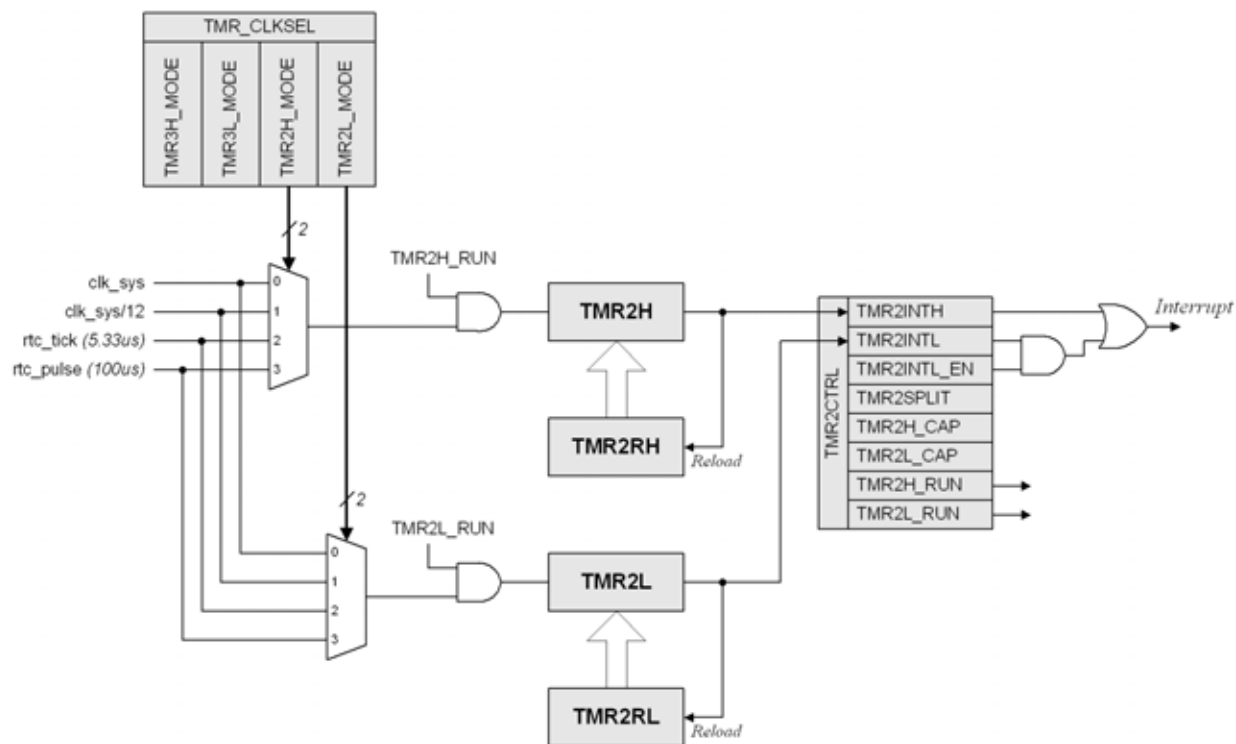 TMR_CLKSEL
TMR3H_MODE
TMR3L_MODE
TMR2H_MODE
TMR2L_MODE
2
TMR2H_RUN
clk_sys
clk_sys/12
rtc_tick (5.33us)
rtc_pulse (100us)
0
1
2
3
TMR2H
TMR2RH
Reload
TMR2CTRL
TMR2INTH
TMR2INTL
TMR2INTL_EN
TMR2SPLIT
TMR2H_CAP
TMR2L_CAP
TMR2H_RUN
TMR2L_RUN
Interrupt
2
TMR2L_RUN
0
1
2
3
TMR2L
TMR2RL
Reload